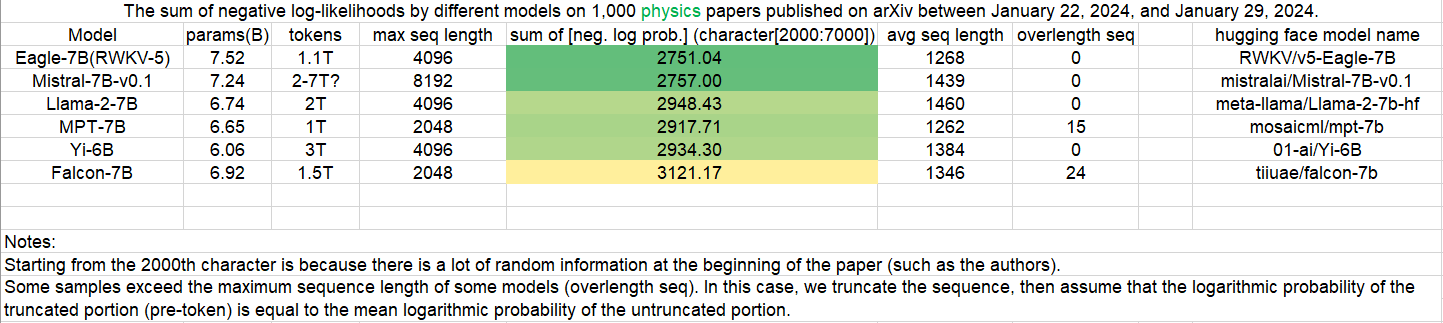 The sum of negative log-likelihoods by different models on 1,000 physics papers published on arXiv between January 22, 2024, and January 29, 2024.
Model params(B) tokens max seq length sum of [neg. log prob.] (character[2000:7000]) avg seq length overlength seq hugging face model name
Eagle-7B(RWKV-5) 7.52 1.1T 4096 2751.04 1268 0 RWKV/v5-Eagle-7B
Mistral-7B-v0.1 7.24 2-7T? 8192 2757.00 1439 0 mistralai/Mistral-7B-v0.1
Llama-2-7B 6.74 2T 4096 2948.43 1460 0 meta-llama/Llama-2-7b-hf
MPT-7B 6.65 1T 2048 2917.71 1262 15 mosaicml/mpt-7b
Yi-6B 6.06 3T 4096 2934.30 1384 0 01-ai/Yi-6B
Falcon-7B 6.92 1.5T 2048 3121.17 1346 24 tiiuae/falcon-7b
Notes:
Starting from the 2000th character is because there is a lot of random information at the beginning of the paper (such as the authors).
Some samples exceed the maximum sequence length of some models (overlength seq). In this case, we truncate the sequence, then assume that the logarithmic probability of the
truncated portion (pre-token) is equal to the mean logarithmic probability of the untruncated portion.